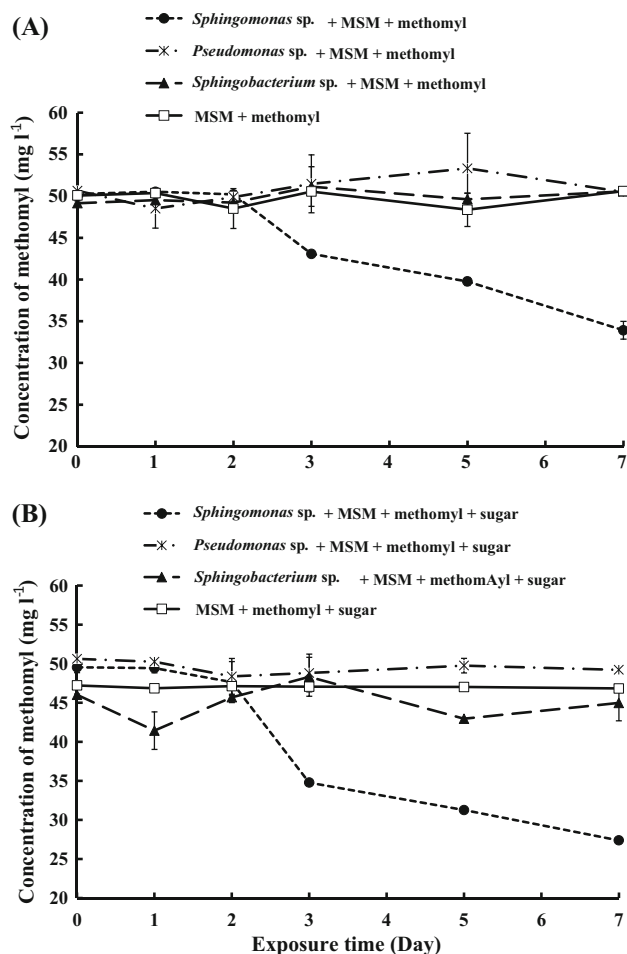 (A)
Sphingomonas sp. + MSM + methomyl
Pseudomonas sp. + MSM + methomyl
Sphingobacterium sp. + MSM + methomyl
MSM + methomyl
Concentration of methomyl (mg l-1)
60
55
50
45
40
35
30
25
20
0 1 2 3 4 5 6 7
(B)
Sphingomonas sp. + MSM + methomyl + sugar
Pseudomonas sp. + MSM + methomyl + sugar
Sphingobacterium sp. + MSM + methomAyl + sugar
MSM + methomyl + sugar
Concentration of methomyl (mg l-1)
60
55
50
45
40
35
30
25
20
0 1 2 3 4 5 6 7
Exposure time (Day)